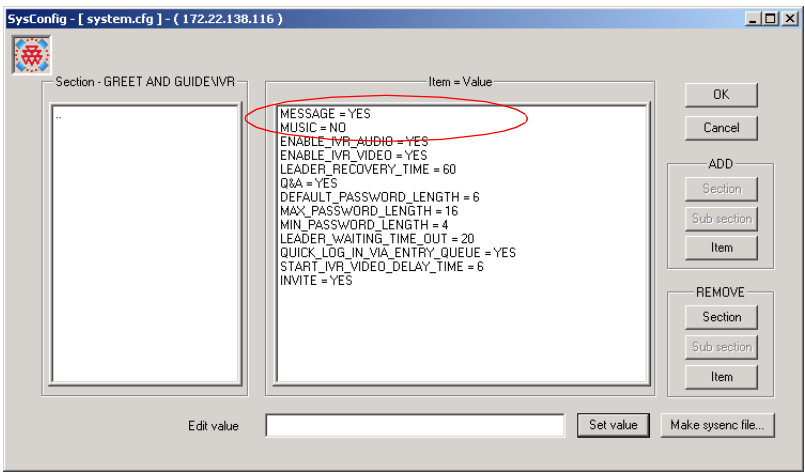 SysConfig - [ system.cfg ] - ( 172.22.138.116 )
Section - GREET AND GUIDE\IVR
..
Item = Value
MESSAGE = YES
MUSIC = NO
ENABLE_IVR_AUDIO = YES
ENABLE_IVR_VIDEO = YES
LEADER_RECOVERY_TIME = 60
Q&A = YES
DEFAULT_PASSWORD_LENGTH = 6
MAX_PASSWORD_LENGTH = 16
MIN_PASSWORD_LENGTH = 4
LEADER_WAITING_TIME_OUT = 20
QUICK_LOG_IN_VIA_ENTRY_QUEUE = YES
START_IVR_VIDEO_DELAY_TIME = 6
INVITE = YES
OK
Cancel
ADD
Section
Sub section
Item
REMOVE
Section
Sub section
Item
Edit value
Set value
Make sysenc file...